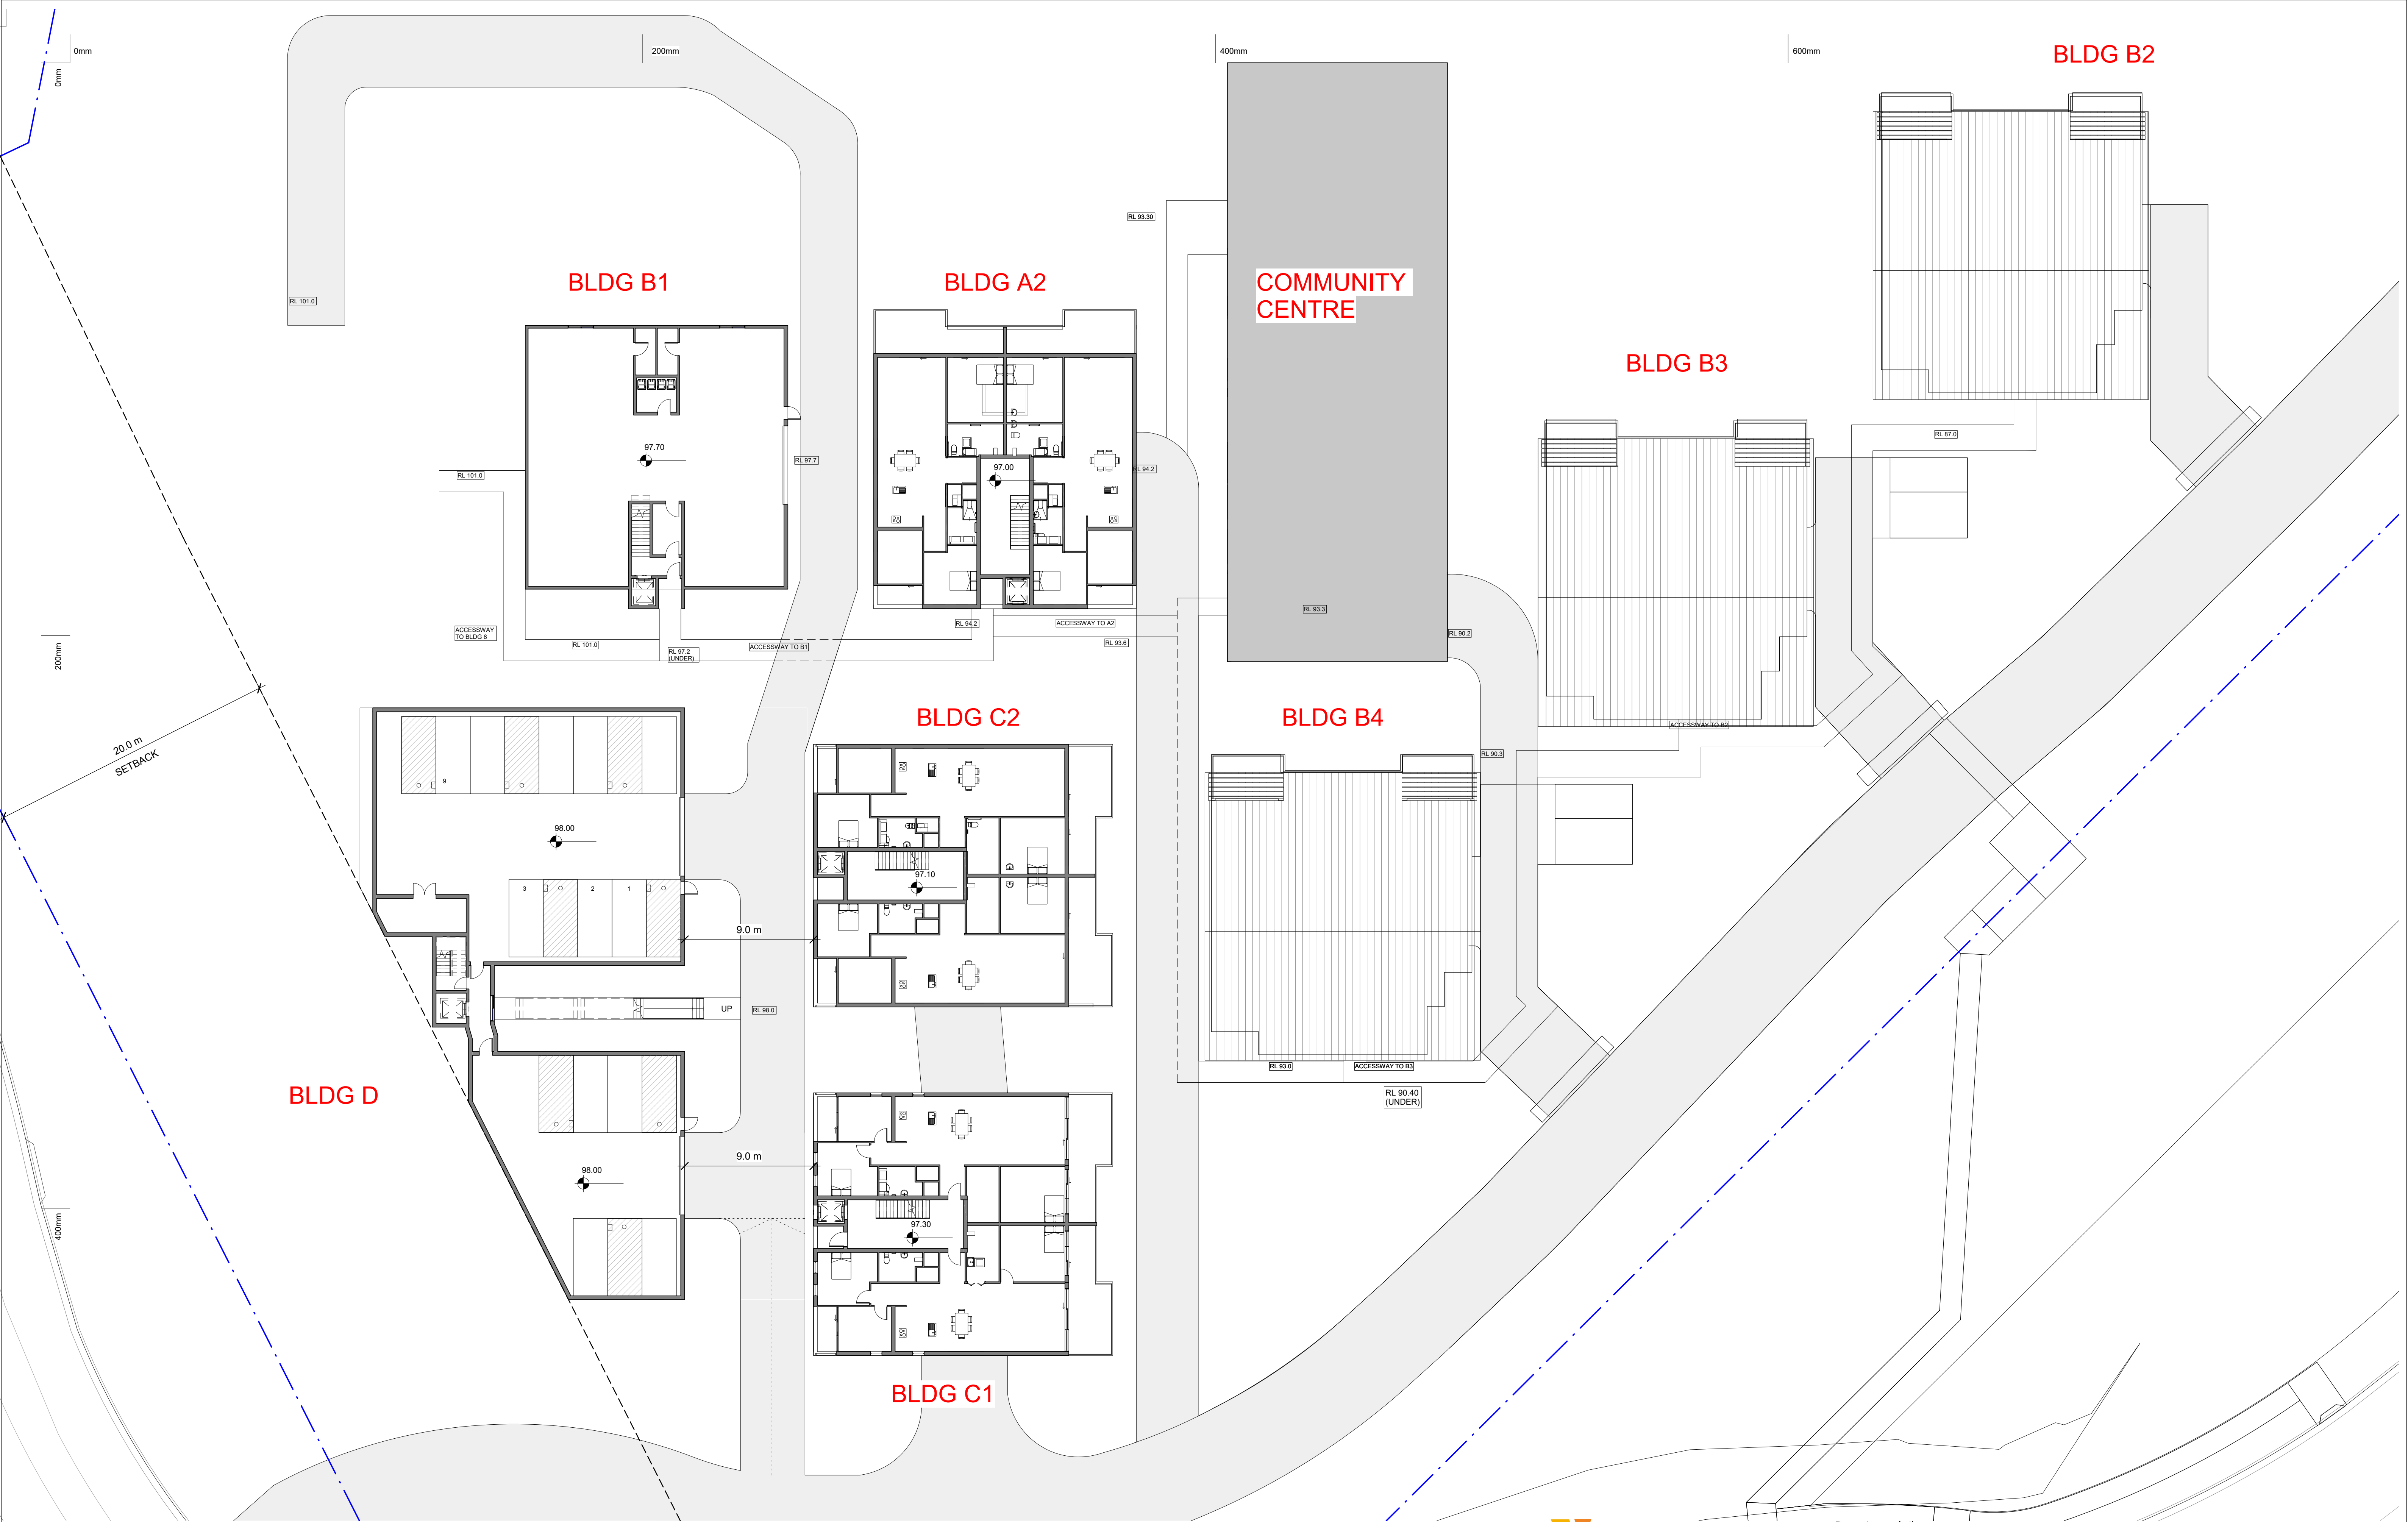 0mm
200mm
400mm
600mm
0mm
BLDG B2
RL 93.30
BLDG B1
BLDG A2
COMMUNITY
CENTRE
RL 101.0
BLDG B3
RL 87.0
97.70
RL 97.7
97.00
RL 94.2
RL 101.0
RL 93.3
ACCESSWAY
TO BLDG 8
RL 94.2
ACCESSWAY TO A2
RL 90.2
RL 101.0
ACCESSWAY TO B1
RL 93.6
RL 97.2
(UNDER)
200mm
BLDG C2
BLDG B4
ACCESSWAY TO B2
20.0 m
SETBACK
RL 90.3
9
98.00
97.10
3
2
1
9.0 m
UP
RL 98.0
RL 93.0
ACCESSWAY TO B3
BLDG D
RL 90.40
(UNDER)
9.0 m
98.00
400mm
97.30
BLDG C1